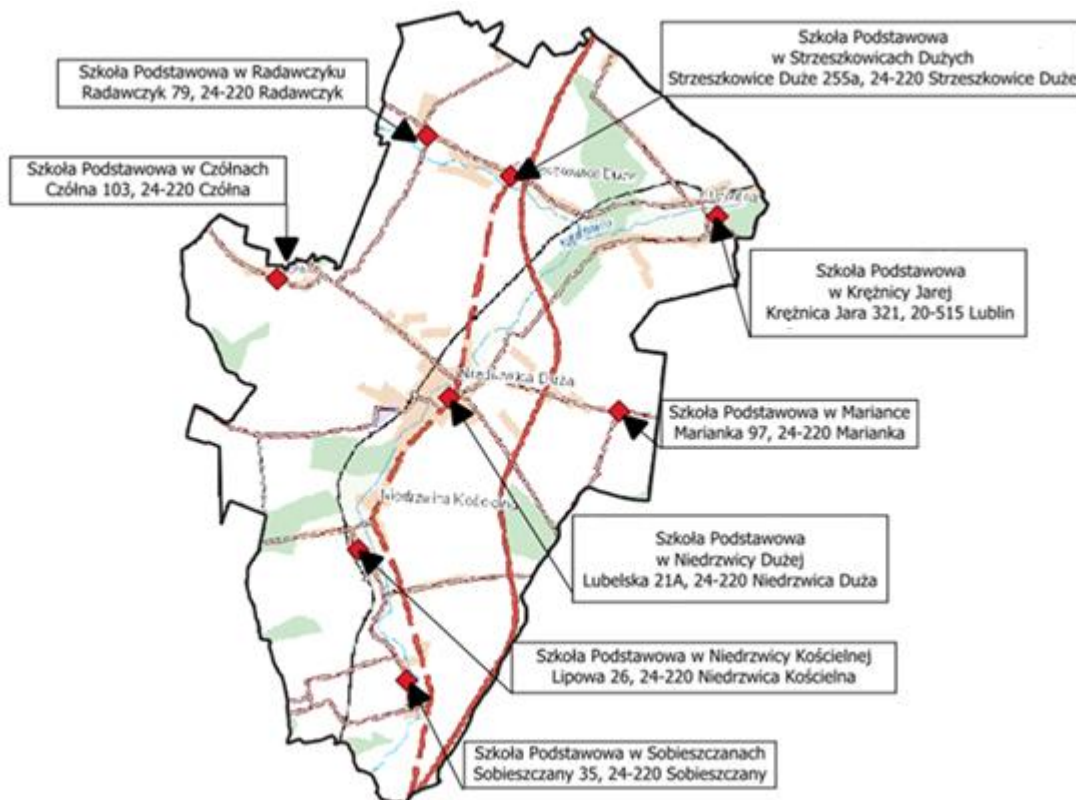 Szkoła Podstawowa
w Strzeszkowicach Dużych
Strzeszkowice Duże 255a, 24-220 Strzeszkowice Duże
Szkoła Podstawowa w Radawczyku
Radawczyk 79, 24-220 Radawczyk
Szkoła Podstawowa w Czółnach
Czółna 103, 24-220 Czółna
Szkoła Podstawowa
w Krężnicy Jarej
Krężnica Jara 321, 20-515 Lublin
Niedrzwica Duża
Szkoła Podstawowa w Mariance
Marianka 97, 24-220 Marianka
Niedrzwica Kościelna
Szkoła Podstawowa
w Niedrzwicy Dużej
Lubelska 21A, 24-220 Niedrzwica Duża
Szkoła Podstawowa w Niedrzwicy Kościelnej
Lipowa 26, 24-220 Niedrzwica Kościelna
Szkoła Podstawowa w Sobieszczanach
Sobieszczany 35, 24-220 Sobieszczany